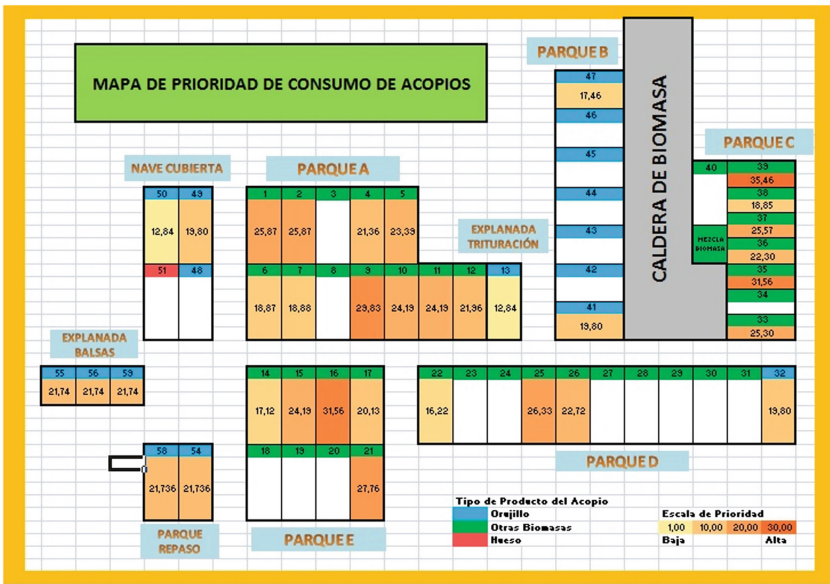 MAPA DE PRIORIDAD DE CONSUMO DE ACOPIOS
PARQUE B
47
17,46
46
45
44
43
42
41
19,80
CALDERA DE BIOMASA
PARQUE C
40
39
35,46
38
18,85
37
25,57
MEZCLA
BIOMASA
36
22,30
35
31,56
34
33
25,30
NAVE CUBIERTA
50 49
12,84 19,80
51 48
PARQUE A
1 2 3 4 5
25,87 25,87 21,36 23,39
EXPLANADA
TRITURACIÓN
6 7 8 9 10 11 12 13
18,87 18,88 29,83 24,19 24,19 21,96 12,84
EXPLANADA
BALSAS
55 56 59
21,74 21,74 21,74
14 15 16 17
17,12 24,19 31,56 20,13
18 19 20 21
27,76
PARQUE E
22 23 24 25 26 27 28 29 30 31 32
16,22 26,33 22,72 19,80
PARQUE D
58 54
21,736 21,736
PARQUE
REPASO
Tipo de Producto del Acopio
Orujillo
Otras Biomasas
Hueso
Escala de Prioridad
1,00 10,00 20,00 30,00
Baja Alta